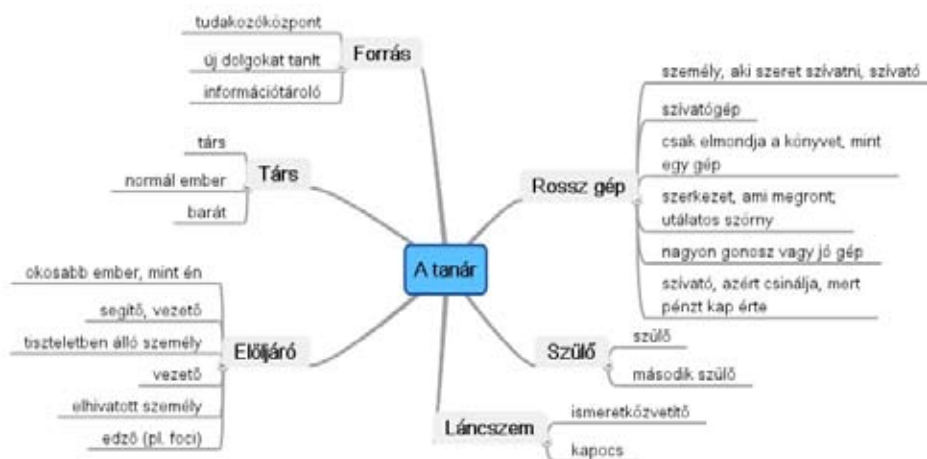 A tanár
Forrás
tudakozóközpont
új dolgokat tanít
információtároló
Társ
társ
normál ember
barát
Előljáró
okosabb ember, mint én
segítő, vezető
tiszteletben álló személy
vezető
elhivatott személy
edző (pl. foci)
Rossz gép
személy, aki szeret szívatni, szívató
szívatógép
csak elmondja a könyvet, mint
egy gép
szerkezet, ami megront;
utálatos szörny
nagyon gonosz vagy jó gép
szívató, azért csinálja, mert
pénzt kap érte
Szülő
szülő
második szülő
Láncszem
ismeretközvetítő
kapocs